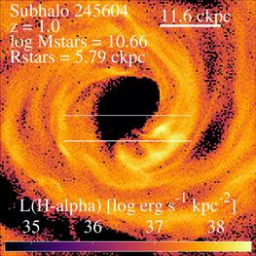 Subhalo 245604
11.6 ckpc
z = 1.0
log Mstars = 10.66
Rstars = 5.79 ckpc
L(H-alpha) [log erg s⁻¹ kpc⁻²]
35 36 37 38